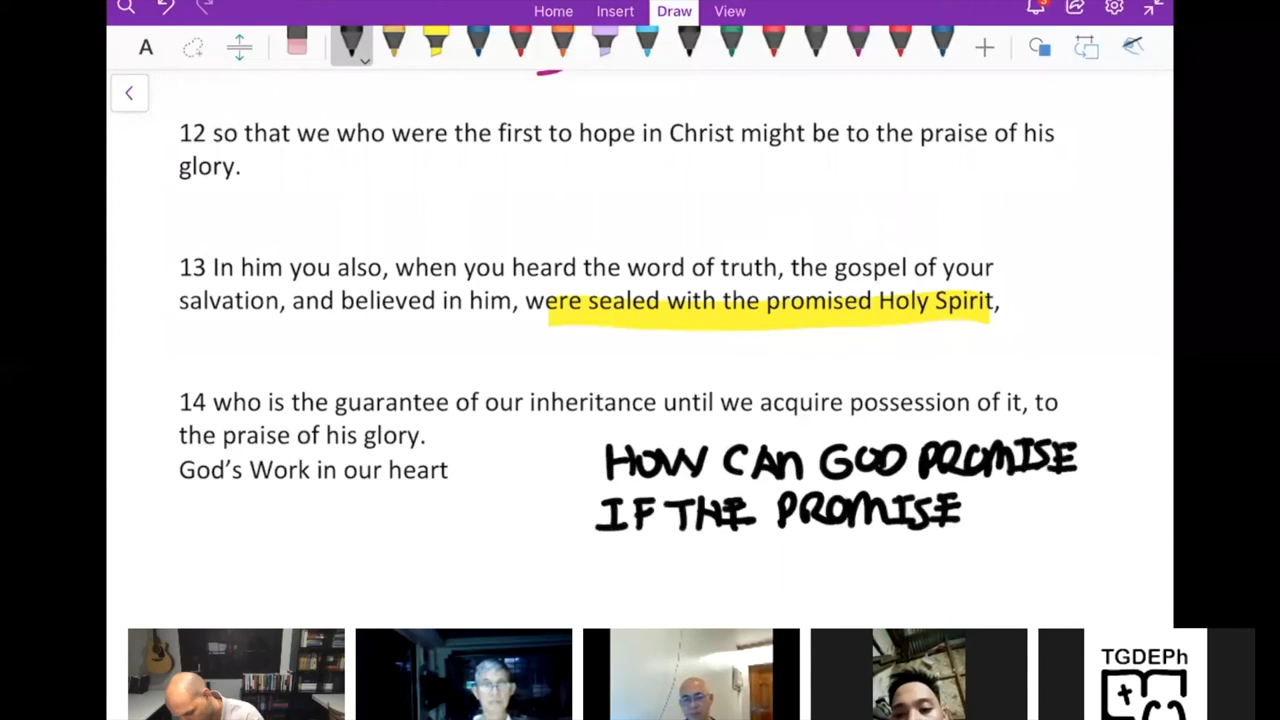 Home Insert Draw View
A
12 so that we who were the first to hope in Christ might be to the praise of his
glory.
13 In him you also, when you heard the word of truth, the gospel of your
salvation, and believed in him, were sealed with the promised Holy Spirit,
14 who is the guarantee of our inheritance until we acquire possession of it, to
the praise of his glory.
God's Work in our heart
HOW CAN GOD PROMISE
IF THE PROMISE
TGDEPh